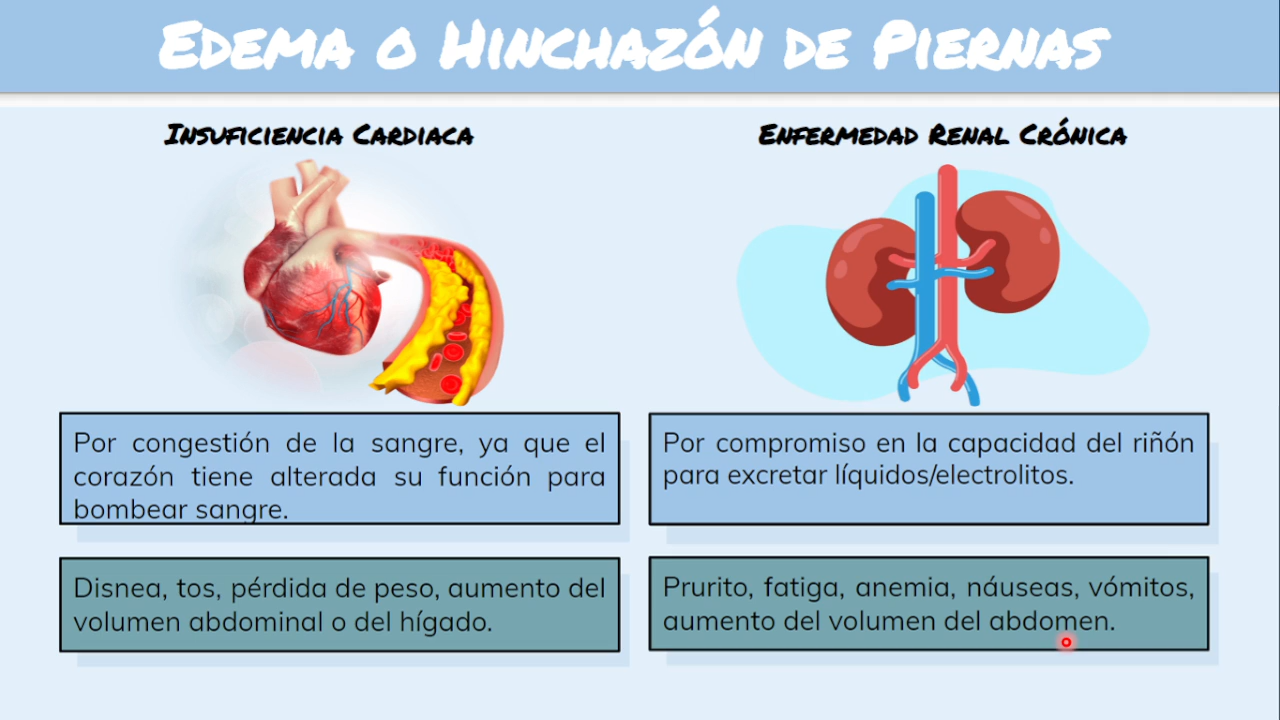 Edema o Hinchazón de Piernas
Insuficiencia Cardiaca
Por congestión de la sangre, ya que el
corazón tiene alterada su función para
bombear sangre.
Disnea, tos, pérdida de peso, aumento del
volumen abdominal o del hígado.
Enfermedad Renal Crónica
Por compromiso en la capacidad del riñón
para excretar líquidos/electrolitos.
Prurito, fatiga, anemia, náuseas, vómitos,
aumento del volumen del abdomen.